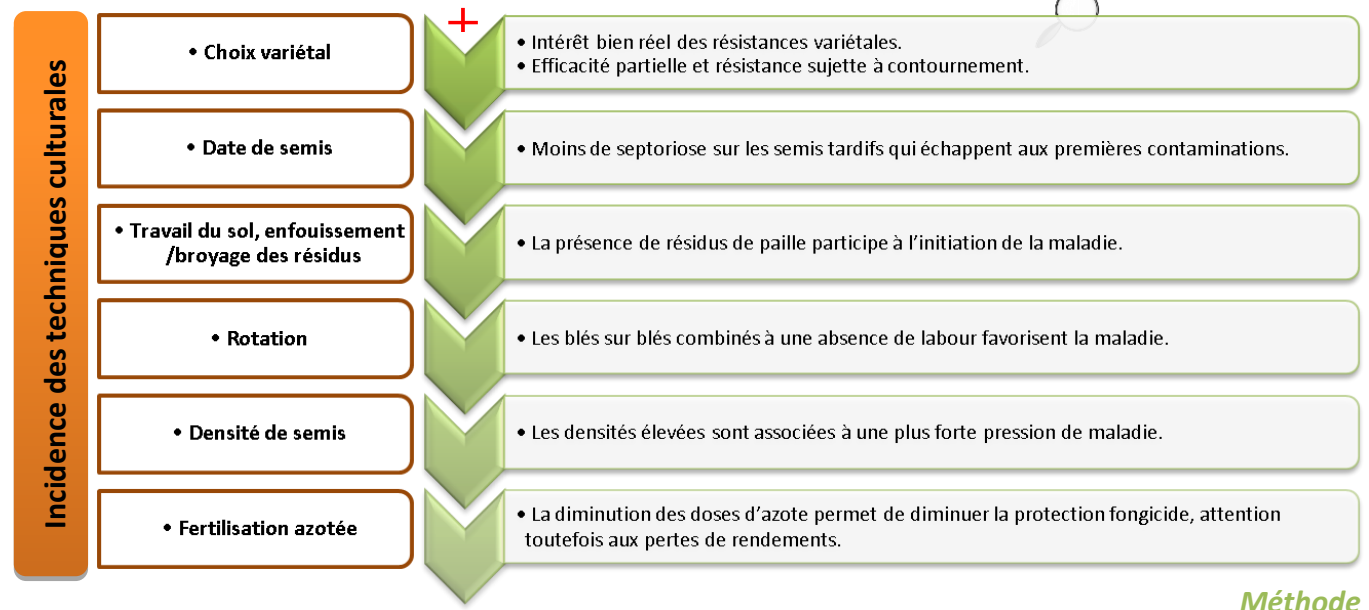 Incidence des techniques culturales
+
• Choix variétal
• Intérêt bien réel des résistances variétales.
• Efficacité partielle et résistance sujette à contournement.
• Date de semis
• Moins de septoriose sur les semis tardifs qui échappent aux premières contaminations.
• Travail du sol, enfouissement
/broyage des résidus
• La présence de résidus de paille participe à l’initiation de la maladie.
• Rotation
• Les blés sur blés combinés à une absence de labour favorisent la maladie.
• Densité de semis
• Les densités élevées sont associées à une plus forte pression de maladie.
• Fertilisation azotée
• La diminution des doses d’azote permet de diminuer la protection fongicide, attention
toutefois aux pertes de rendements.
Méthode